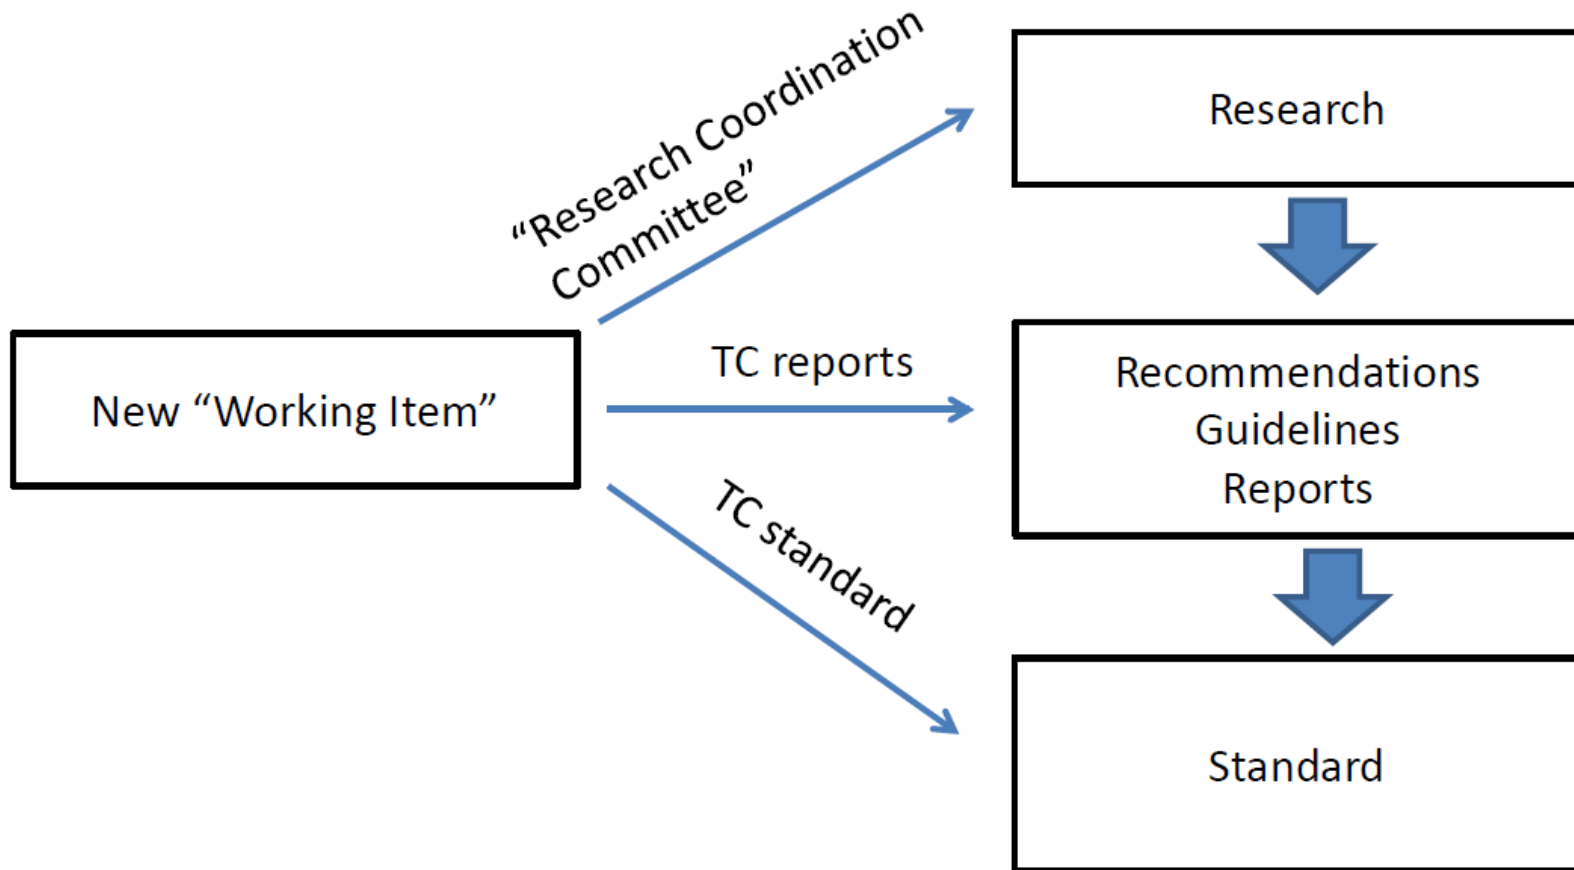 “Research Coordination
Committee”
Research
New “Working Item”
TC reports
Recommendations
Guidelines
Reports
TC standard
Standard